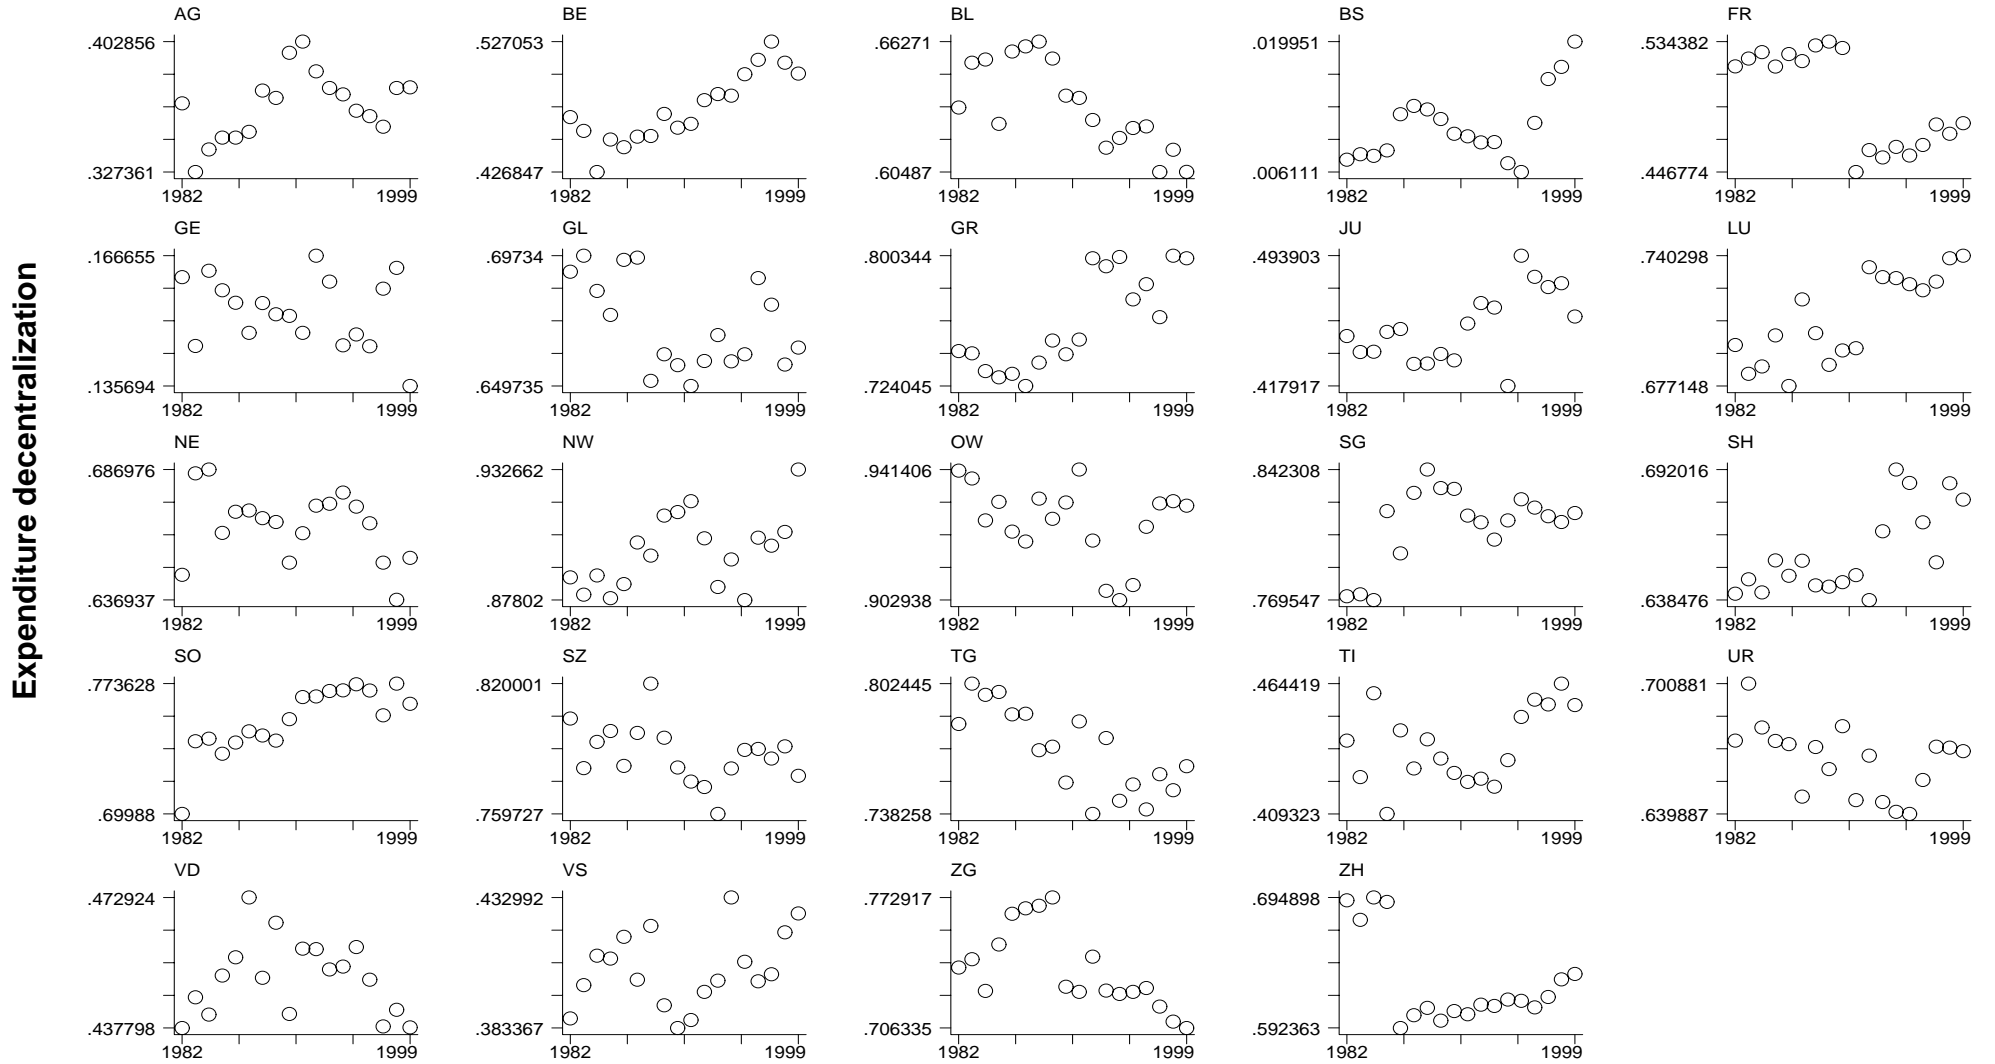 AG BE BL BS FR
.402856 .527053 .66271 .019951 .534382
.327361 .426847 .60487 .006111 .446774
1982 1999 1982 1999 1982 1999 1982 1999 1982 1999
GE GL GR JU LU
.166655 .69734 .800344 .493903 .740298
.135694 .649735 .724045 .417917 .677148
1982 1999 1982 1999 1982 1999 1982 1999 1982 1999
Expenditure decentralization
NE NW OW SG SH
.686976 .932662 .941406 .842308 .692016
.636937 .87802 .902938 .769547 .638476
1982 1999 1982 1999 1982 1999 1982 1999 1982 1999
SO SZ TG TI UR
.773628 .820001 .802445 .464419 .700881
.69988 .759727 .738258 .409323 .639887
1982 1999 1982 1999 1982 1999 1982 1999 1982 1999
VD VS ZG ZH
.472924 .432992 .772917 .694898
.437798 .383367 .706335 .592363
1982 1999 1982 1999 1982 1999 1982 1999